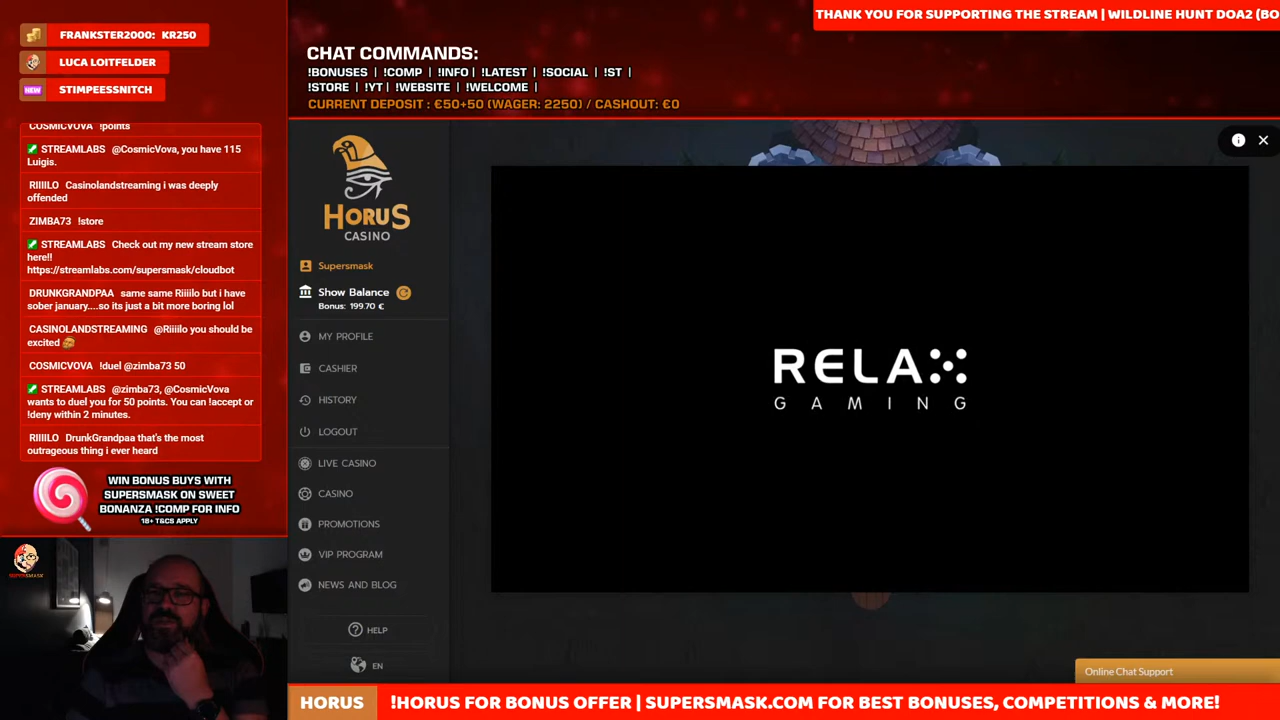 THANK YOU FOR SUPPORTING THE STREAM | WILDLINE HUNT DOA2 (BO
FRANKSTER2000: KR250
LUCA LOITFELDER
NEW
STIMPEESSNITCH
CHAT COMMANDS:
!BONUSES | !COMP | !INFO | !LATEST | !SOCIAL | !ST |
!STORE | !YT | !WEBSITE | !WELCOME |
CURRENT DEPOSIT : €50+50 (WAGER: 2250) / CASHOUT: €0
COSMICVOVA !points
STREAMLABS @CosmicVova, you have 115
Luigis.
RIIIILO Casinolandstreaming i was deeply
offended
ZIMBA73 !store
STREAMLABS Check out my new stream store
here!!
https://streamlabs.com/supersmask/cloudbot
DRUNKGRANDPAA same same Riiiilo but i have
sober january....so its just a bit more boring lol
CASINOLANDSTREAMING @Riiiilo you should be
excited
COSMICVOVA !duel @zimba73 50
STREAMLABS @zimba73, @CosmicVova
wants to duel you for 50 points. You can !accept or
!deny within 2 minutes.
RIIIILO DrunkGrandpaa that's the most
outrageous thing i ever heard
WIN BONUS BUYS WITH
SUPERSMASK ON SWEET
BONANZA !COMP FOR INFO
18+ T&CS APPLY
SUPERSMASK
HORUS
CASINO
Supersmask
Show Balance
Bonus: 199.70 €
MY PROFILE
CASHIER
HISTORY
LOGOUT
LIVE CASINO
CASINO
PROMOTIONS
VIP PROGRAM
NEWS AND BLOG
HELP
EN
RELAX
GAMING
Online Chat Support
HORUS
!HORUS FOR BONUS OFFER | SUPERSMASK.COM FOR BEST BONUSES, COMPETITIONS & MORE!